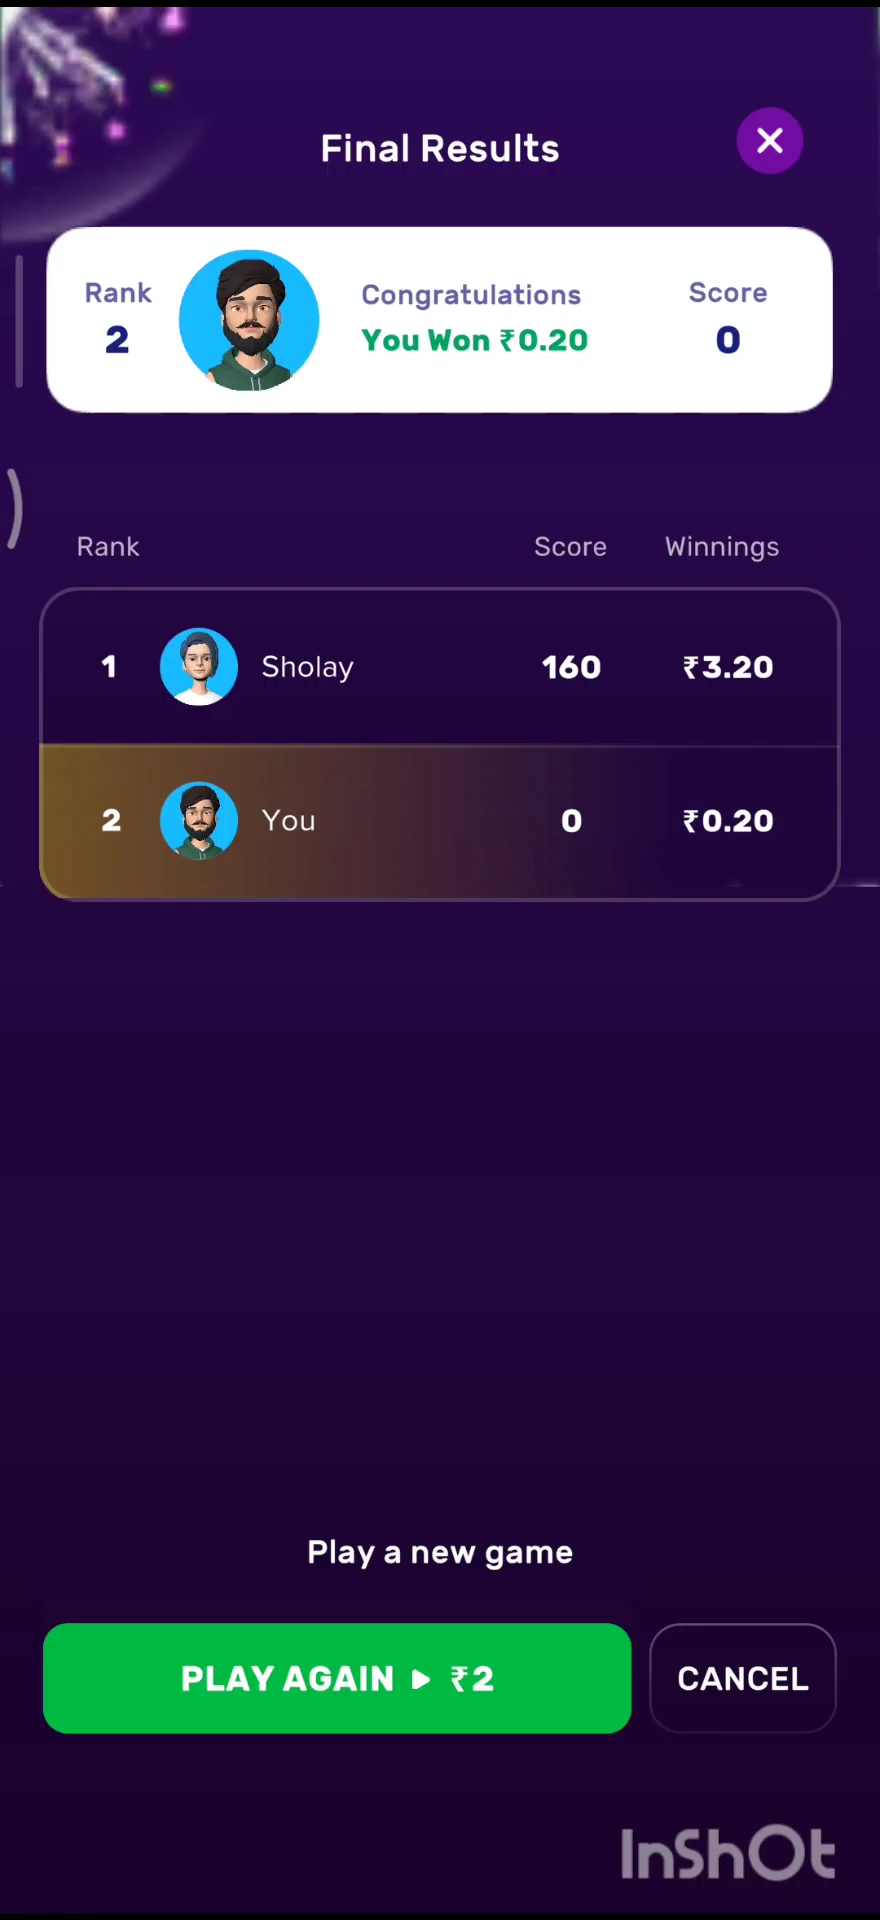 Final Results
Rank
Congratulations
Score
2
You Won ₹0.20
0
Rank Score Winnings
1 Sholay 160 ₹3.20
2 You 0 ₹0.20
Play a new game
PLAY AGAIN ▶ ₹2
CANCEL
InShOt